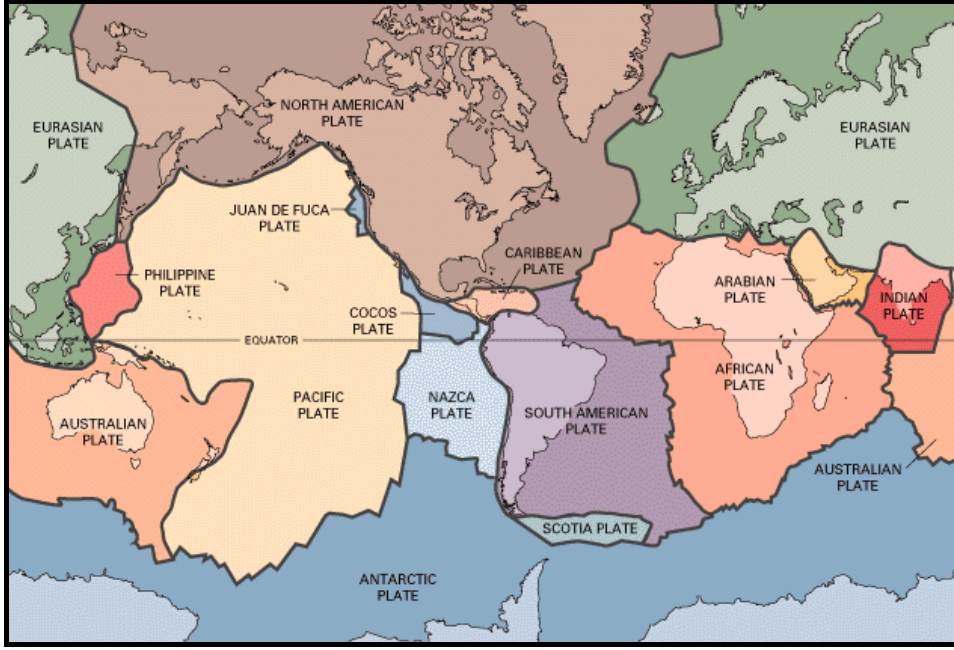 NORTH AMERICAN
PLATE
EURASIAN
PLATE
EURASIAN
PLATE
JUAN DE FUCA
PLATE
CARIBBEAN
PLATE
PHILIPPINE
PLATE
ARABIAN
PLATE
INDIAN
PLATE
COCOS
PLATE
EQUATOR
AFRICAN
PLATE
PACIFIC
PLATE
NAZCA
PLATE
SOUTH AMERICAN
PLATE
AUSTRALIAN
PLATE
AUSTRALIAN
PLATE
SCOTIA PLATE
ANTARCTIC
PLATE